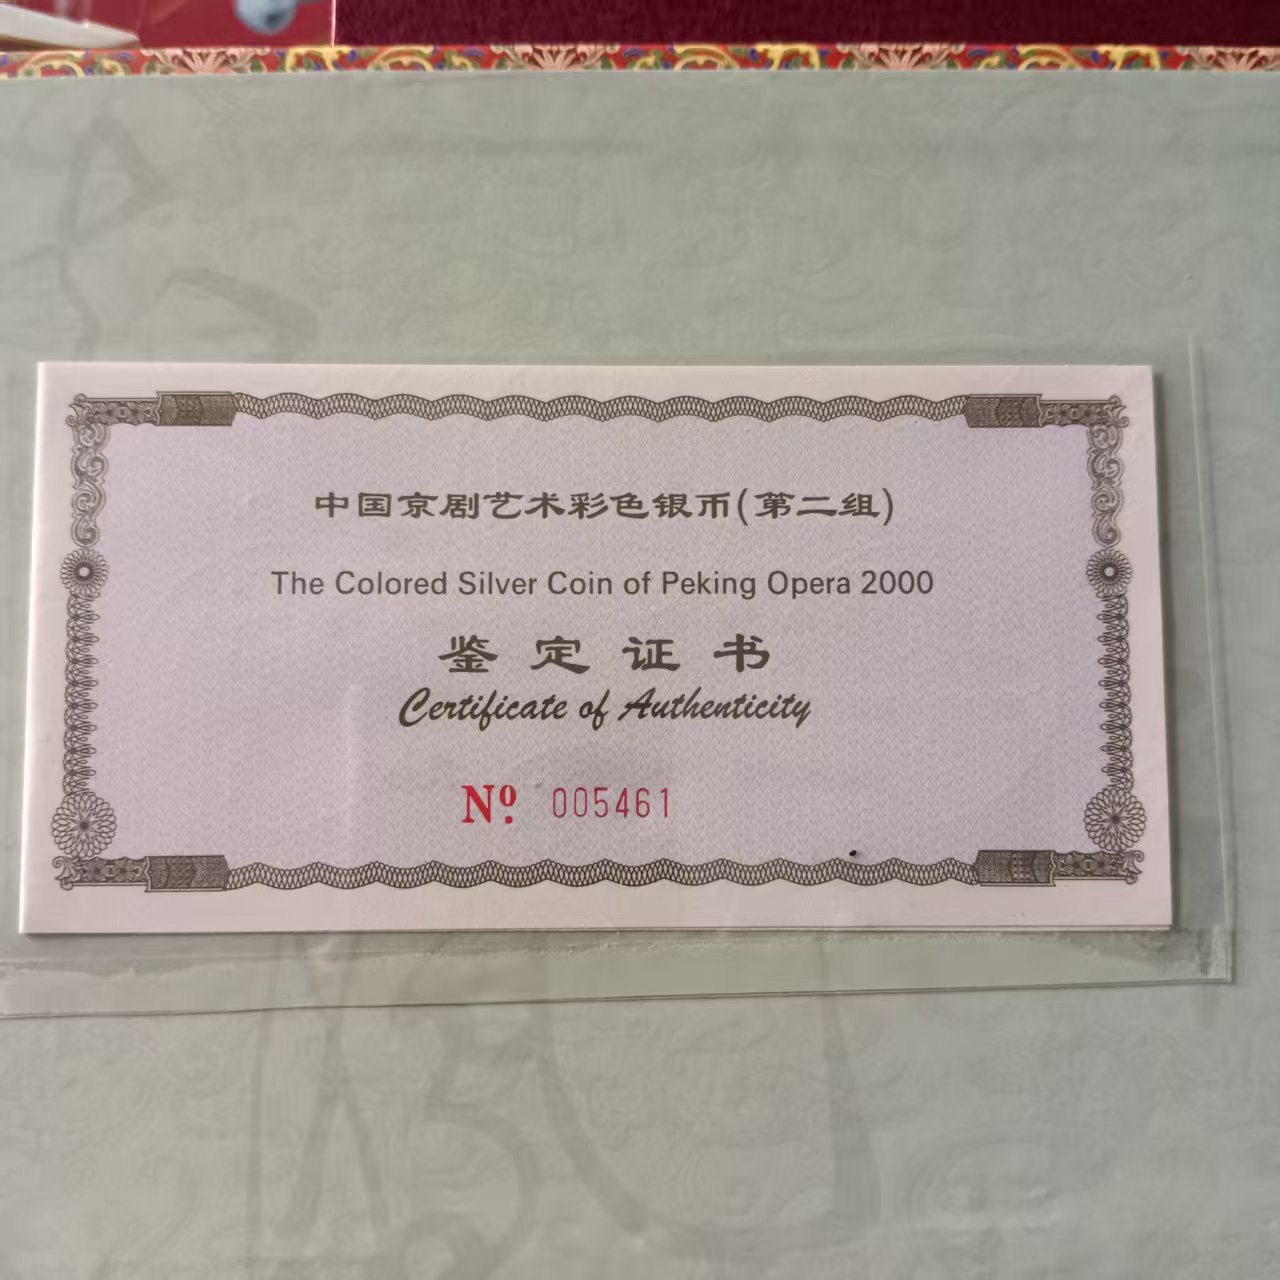 中国京剧艺术彩色银币(第二组)
The Colored Silver Coin of Peking Opera 2000
鉴定证书
Certificate of Authenticity
Nº. 005461